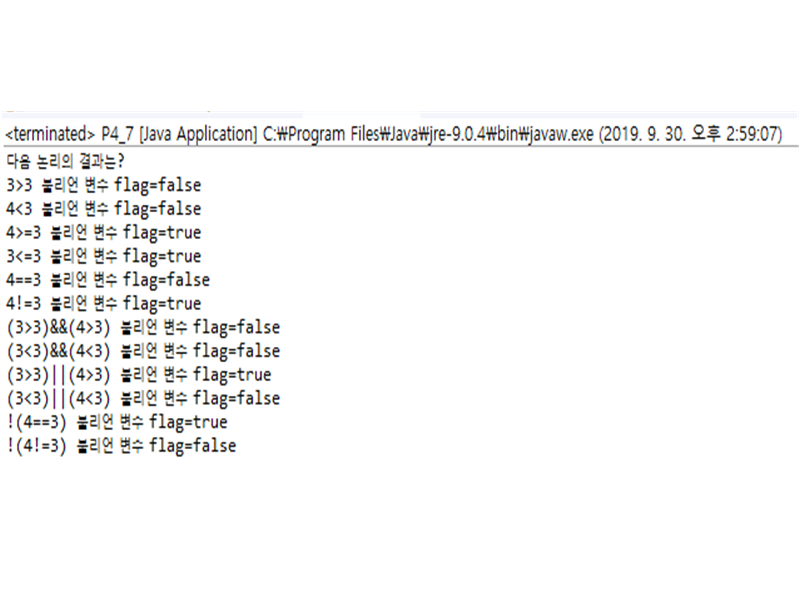 <terminated> P4_7 [Java Application] C:₩Program Files₩Java₩jre-9.0.4₩bin₩javaw.exe (2019. 9. 30. 오후 2:59:07)
다음 논리의 결과는?
3>3 불리언 변수 flag=false
4<3 불리언 변수 flag=false
4>=3 불리언 변수 flag=true
3<=3 불리언 변수 flag=true
4==3 불리언 변수 flag=false
4!=3 불리언 변수 flag=true
(3>3)&&(4>3) 불리언 변수 flag=false
(3<3)&&(4<3) 불리언 변수 flag=false
(3>3)||(4>3) 불리언 변수 flag=true
(3<3)||(4<3) 불리언 변수 flag=false
!(4==3) 불리언 변수 flag=true
!(4!=3) 불리언 변수 flag=false